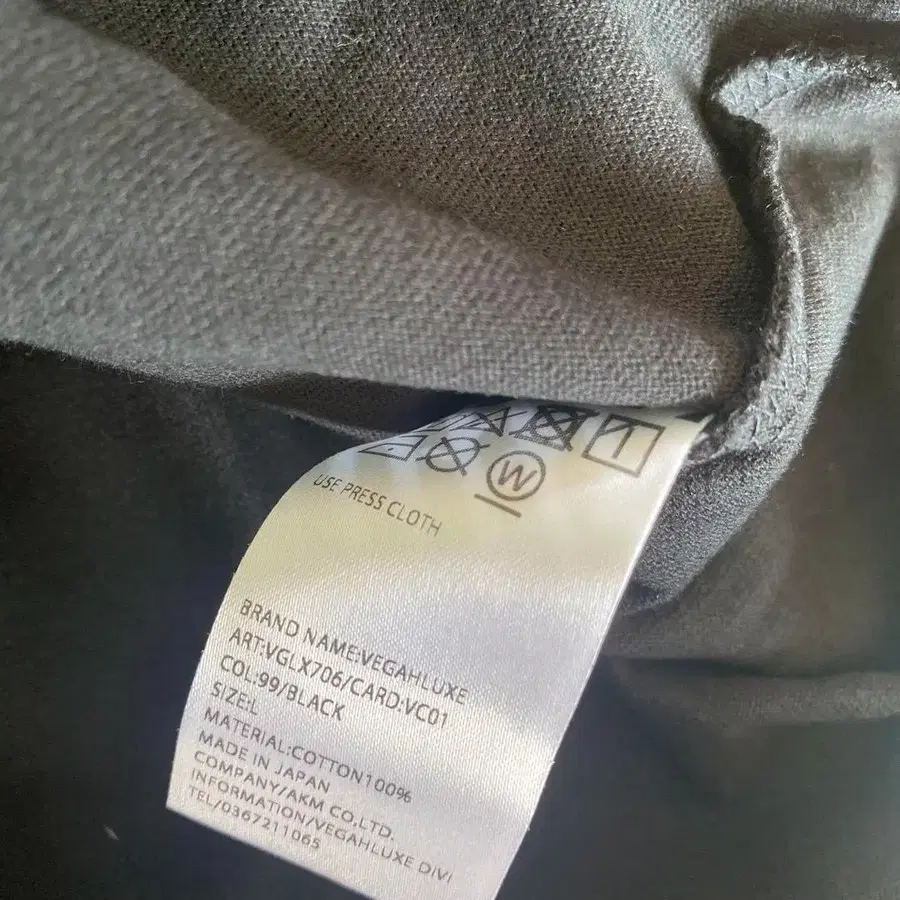 W
USE PRESS CLOTH
BRAND NAME:VEGAHLUXE
ART:VGLX706/CARD:VC01
COL:99/BLACK
SIZE:L
MATERIAL:COTTON100%
MADE IN JAPAN
COMPANY/AKM CO,LTD.
INFORMATION/VEGAHLUXE DIVI
TEL/0367211065